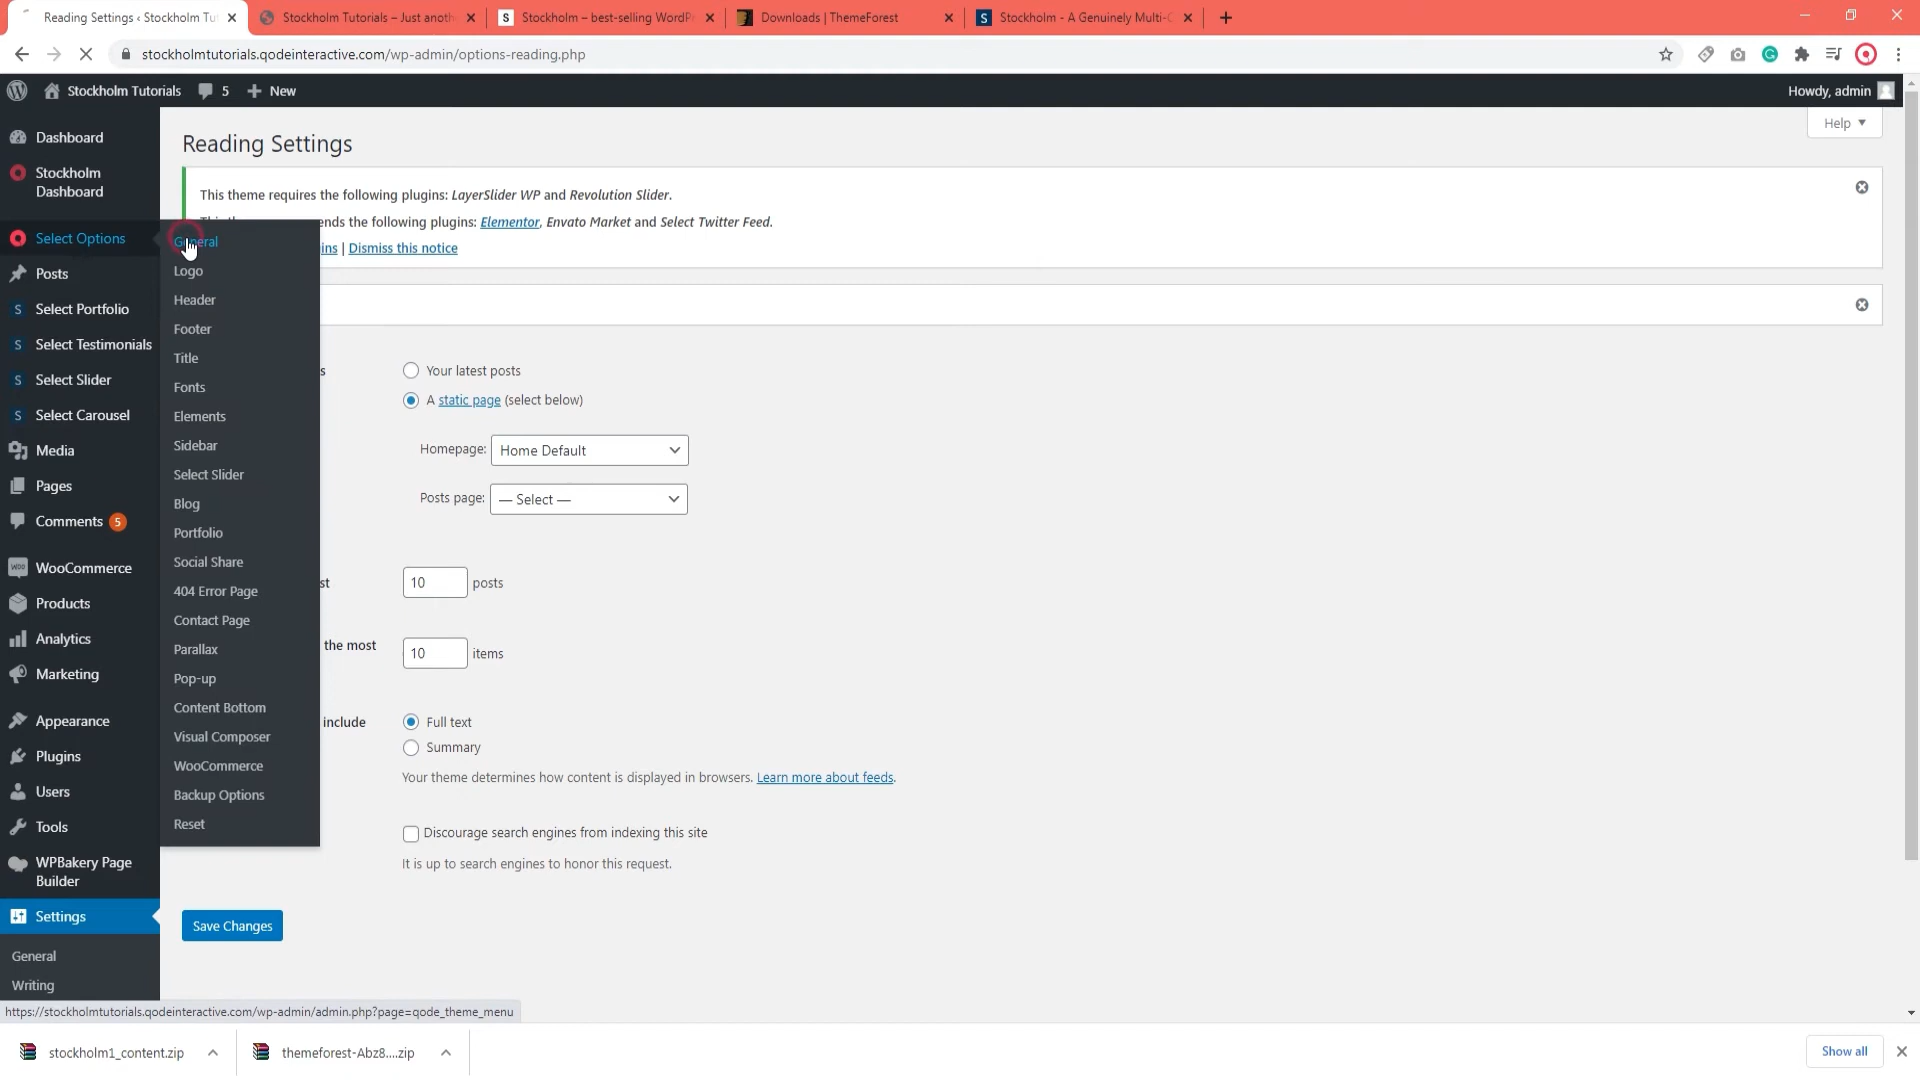 Reading Settings ‹ Stockholm Tu
Stockholm Tutorials – Just anoth
Stockholm – best-selling WordP
Downloads | ThemeForest
Stockholm - A Genuinely Multi-C
stockholmtutorials.qodeinteractive.com/wp-admin/options-reading.php
Stockholm Tutorials
5
New
Howdy, admin
Help
Dashboard
Stockholm
Dashboard
Select Options
Posts
Select Portfolio
Select Testimonials
Select Slider
Select Carousel
Media
Pages
Comments 5
WooCommerce
Products
Analytics
Marketing
Appearance
Plugins
Users
Tools
WPBakery Page
Builder
Settings
General
Writing
General
Logo
Header
Footer
Title
Fonts
Elements
Sidebar
Select Slider
Blog
Portfolio
Social Share
404 Error Page
Contact Page
Parallax
Pop-up
Content Bottom
Visual Composer
WooCommerce
Backup Options
Reset
Reading Settings
This theme requires the following plugins: LayerSlider WP and Revolution Slider.
ends the following plugins: Elementor, Envato Market and Select Twitter Feed.
ins | Dismiss this notice
s
Your latest posts
A static page (select below)
Homepage: Home Default
Posts page: — Select —
st
10 posts
the most
10 items
include
Full text
Summary
Your theme determines how content is displayed in browsers. Learn more about feeds.
Discourage search engines from indexing this site
It is up to search engines to honor this request.
Save Changes
https://stockholmtutorials.qodeinteractive.com/wp-admin/admin.php?page=qode_theme_menu
stockholm1_content.zip
themeforest-Abz8....zip
Show all